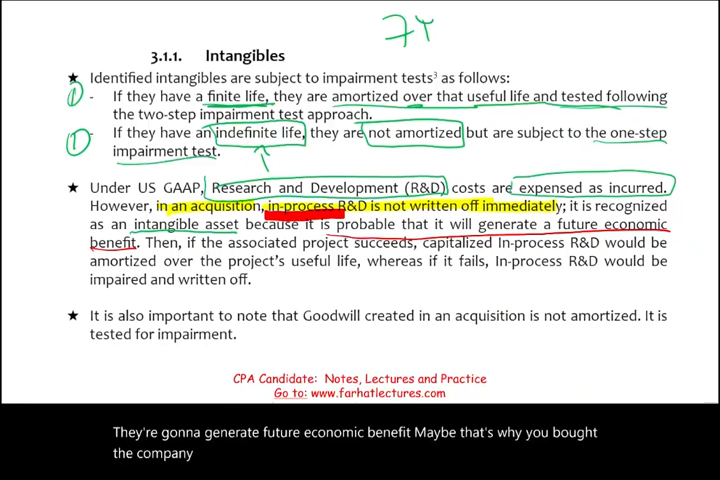 7Y
3.1.1. Intangibles
★ Identified intangibles are subject to impairment tests³ as follows:
- If they have a finite life, they are amortized over that useful life and tested following
the two-step impairment test approach.
- If they have an indefinite life, they are not amortized but are subject to the one-step
impairment test.
★ Under US GAAP, Research and Development (R&D) costs are expensed as incurred.
However, in an acquisition, in-process R&D is not written off immediately; it is recognized
as an intangible asset because it is probable that it will generate a future economic
benefit. Then, if the associated project succeeds, capitalized In-process R&D would be
amortized over the project's useful life, whereas if it fails, In-process R&D would be
impaired and written off.
★ It is also important to note that Goodwill created in an acquisition is not amortized. It is
tested for impairment.
CPA Candidate: Notes, Lectures and Practice
Go to: www.farhatlectures.com
They're gonna generate future economic benefit Maybe that's why you bought
the company